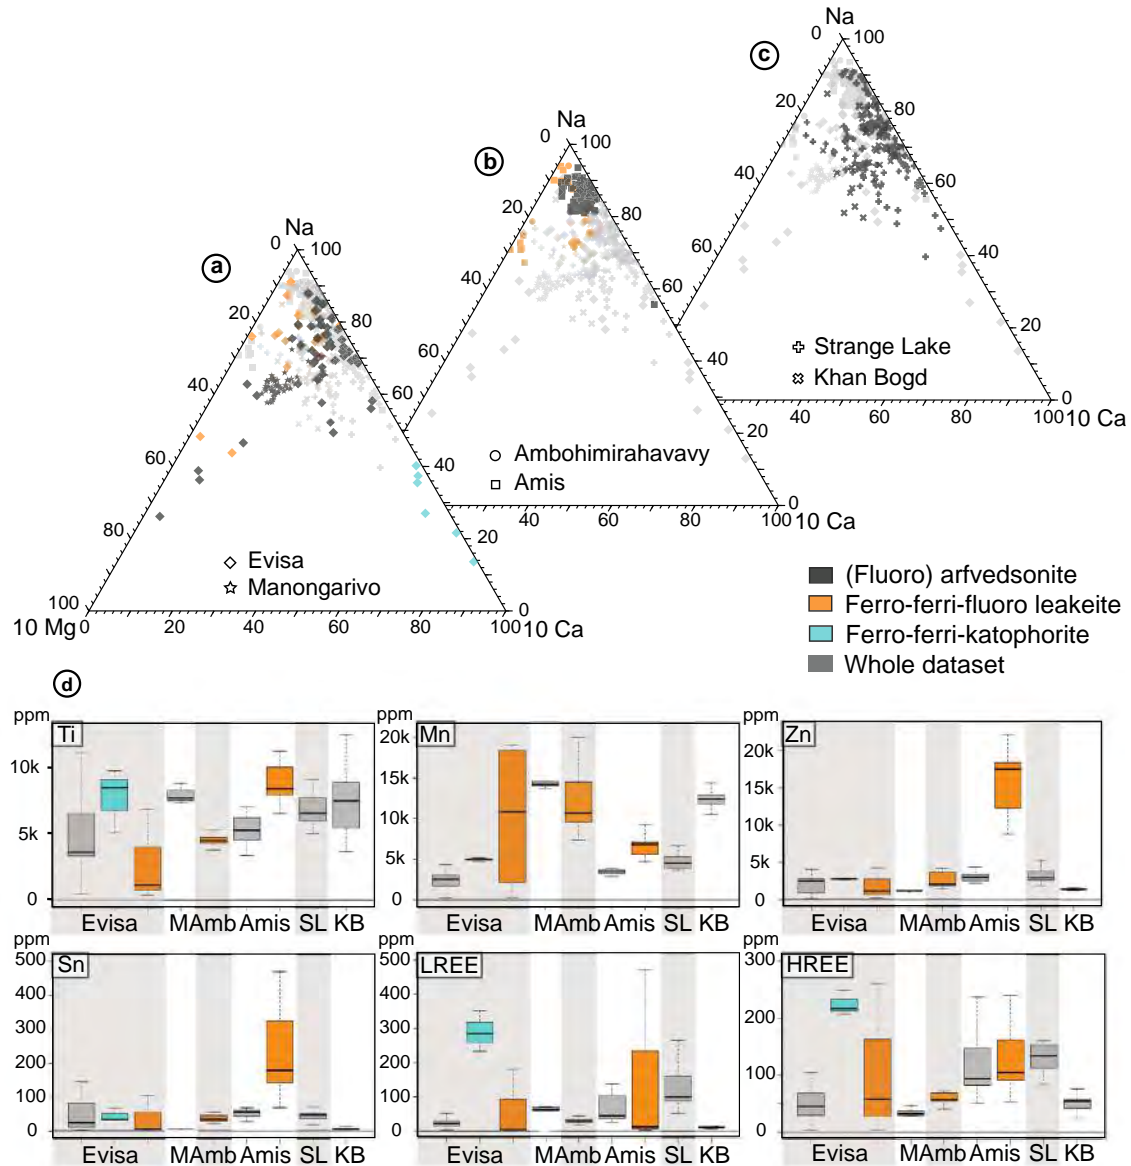 Na
0
100
c
20
80
40
60
60
40
20
0
40
60
80
100
10 Ca
Strange Lake
Khan Bogd
Na
0
100
b
20
80
40
60
60
40
20
0
40
60
80
100
10 Ca
Ambohimirahavavy
Amis
Na
0
100
a
20
80
40
60
60
40
80
20
100
0
10 Mg
0
20
40
60
80
100
10 Ca
Evisa
Manongarivo
(Fluoro) arfvedsonite
Ferro-ferri-fluoro leakeite
Ferro-ferri-katophorite
Whole dataset
d
ppm
Ti
10k
5k
0
Evisa MAmb Amis SL KB
ppm
Mn
20k
15k
10k
5k
0
Evisa MAmb Amis SL KB
ppm
Zn
20k
15k
10k
5k
0
Evisa MAmb Amis SL KB
ppm
Sn
500
400
300
200
100
0
Evisa MAmb Amis SL KB
ppm
LREE
500
400
300
200
100
0
Evisa MAmb Amis SL KB
ppm
HREE
300
200
100
0
Evisa MAmb Amis SL KB